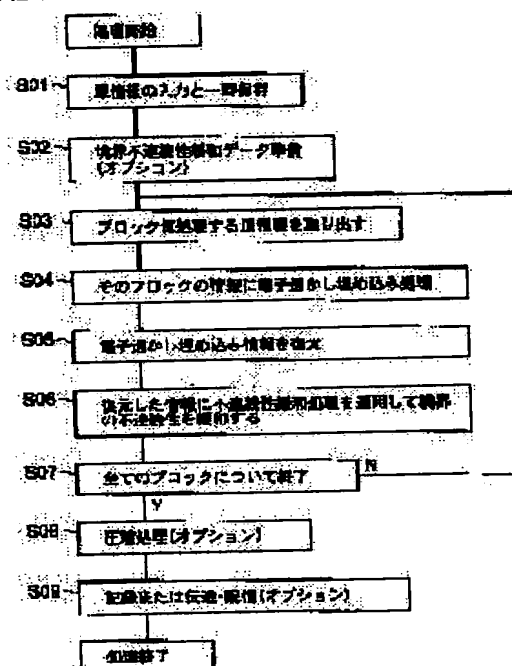 処理開始
S01
原情報の入力と一時保存
S02
境界不連続性緩和データ準備
(オプション)
S03
ブロック毎処理する原情報を取り出す
S04
そのブロックの情報に電子透かし埋め込み処理
S05
電子透かし埋め込み情報を復元
S06
復元した情報に不連続性緩和処理を適用して境界
の不連続性を緩和する
S07
全てのブロックについて終了
N
Y
S08
圧縮処理(オプション)
S09
記録または伝送・配信(オプション)
処理終了